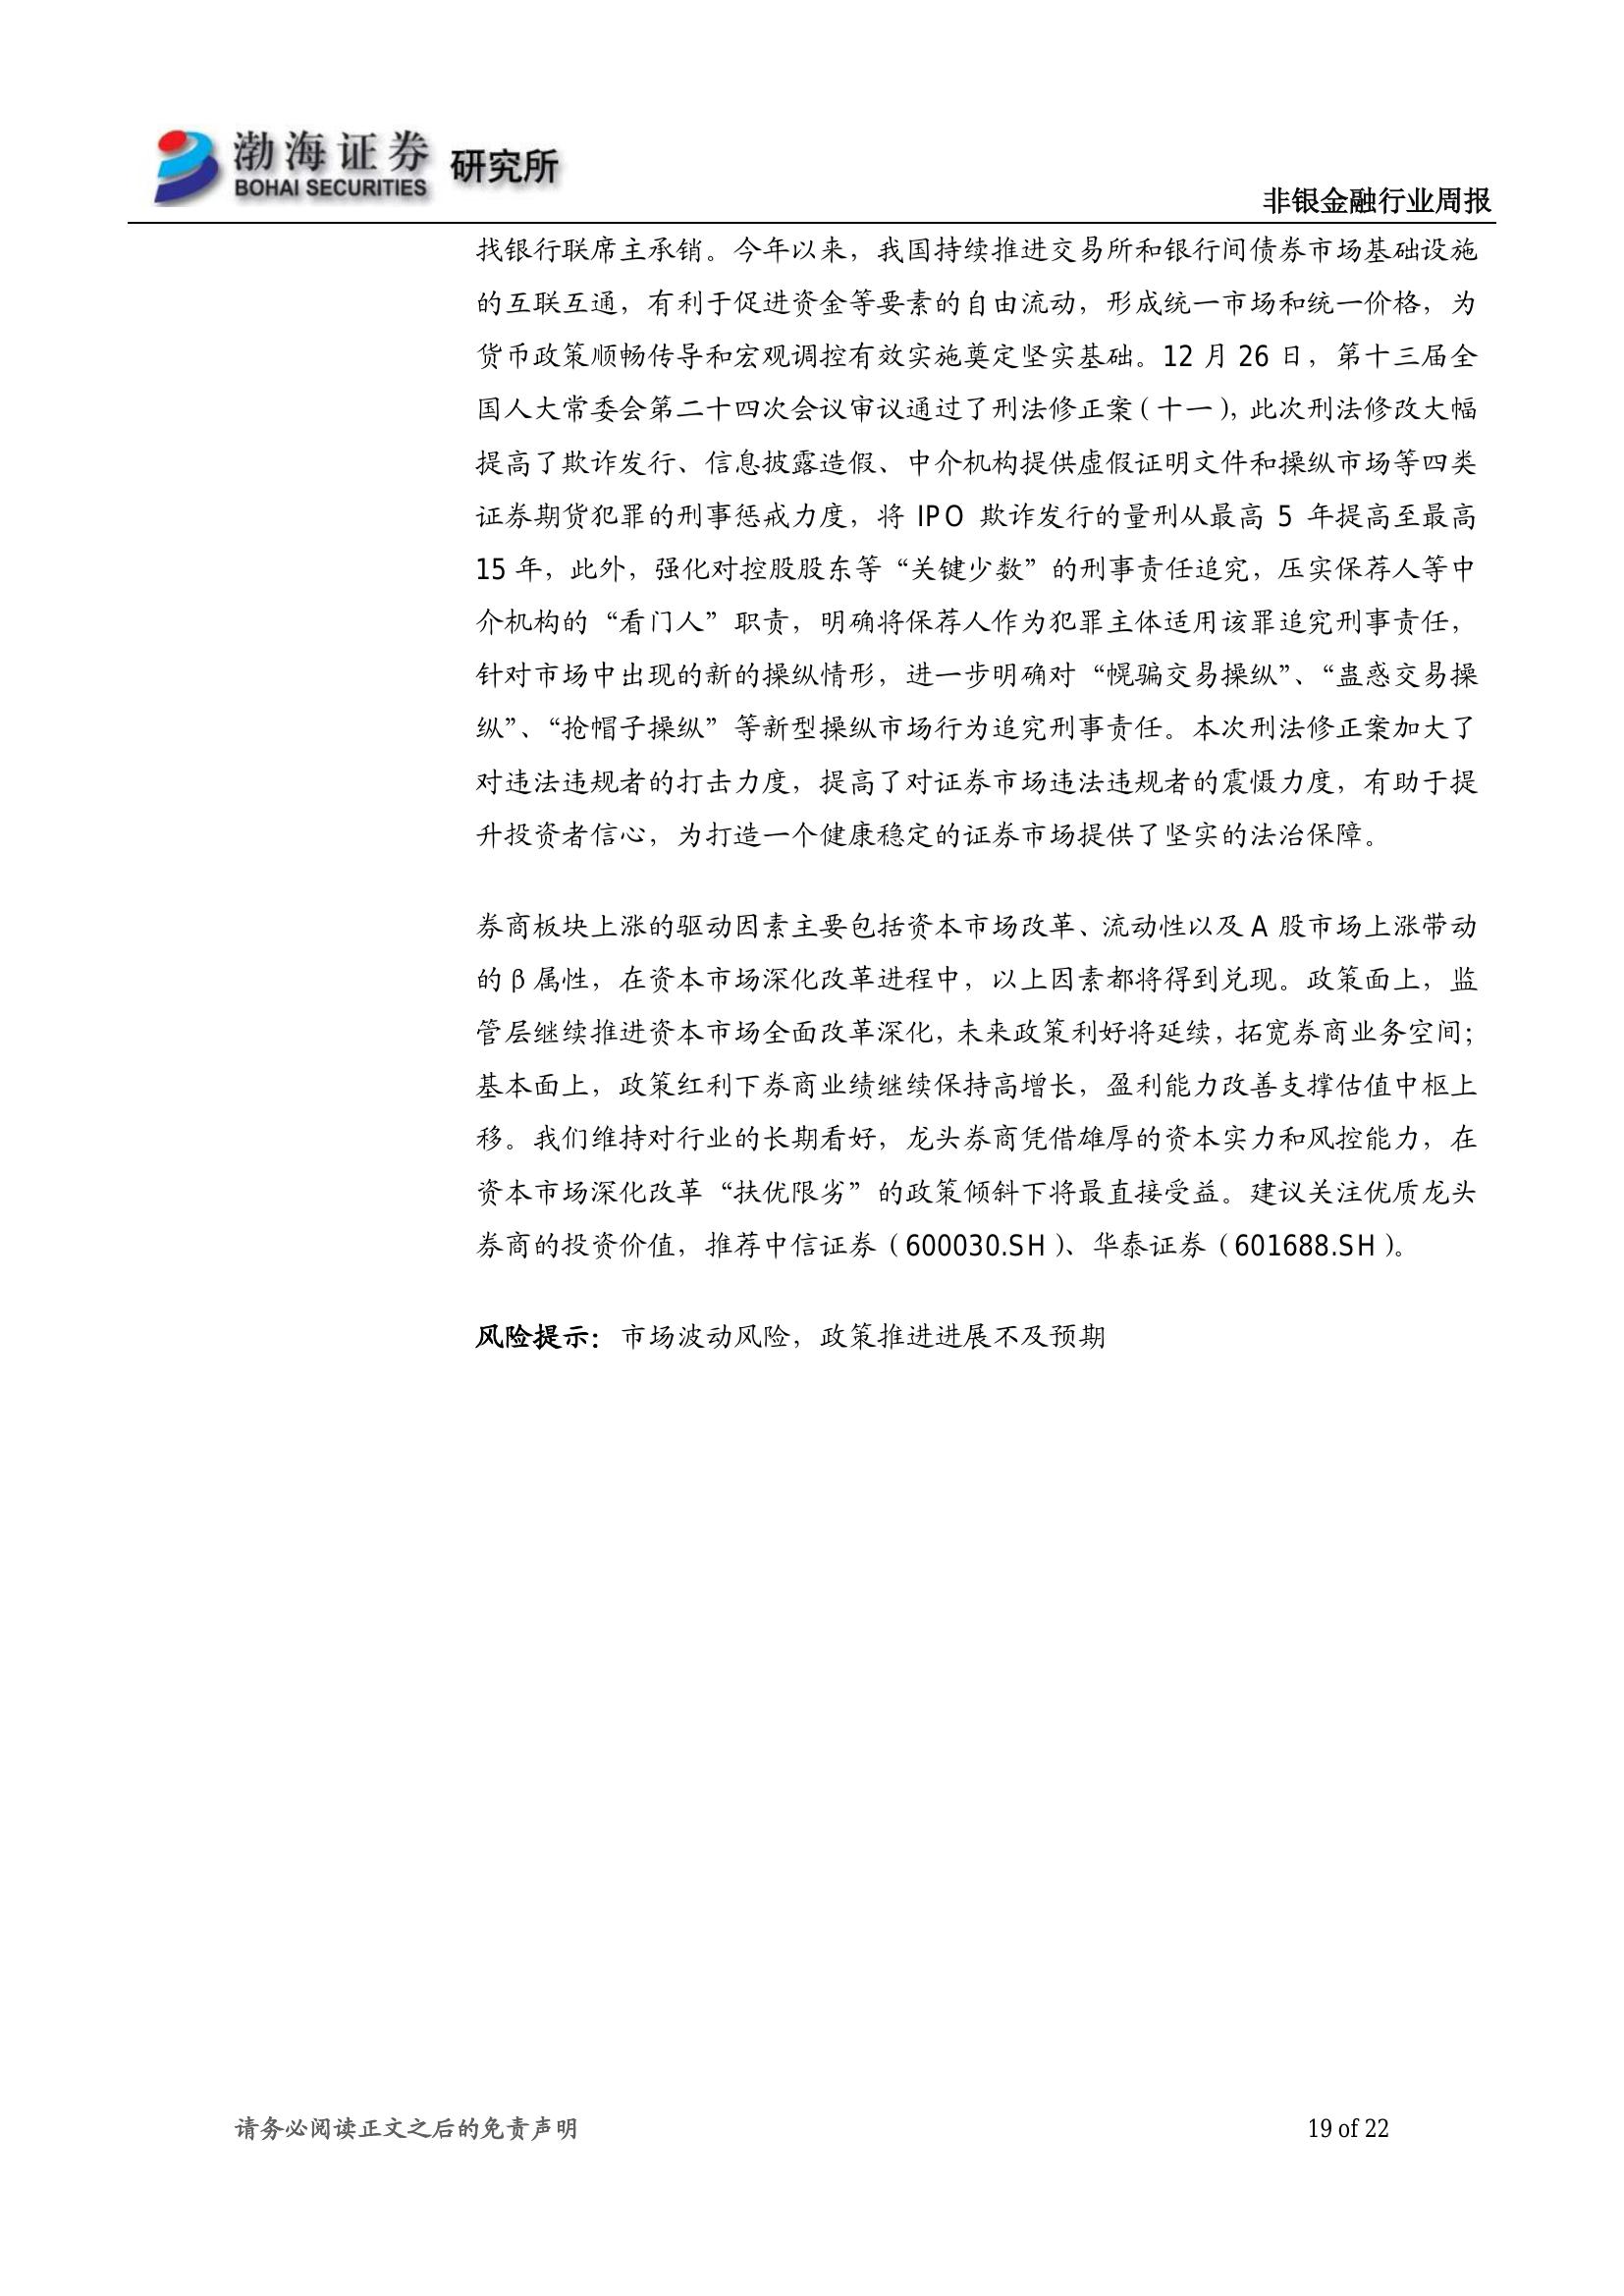 渤海证券 研究所
BOHAI SECURITIES
非银金融行业周报
找银行联席主承销。今年以来，我国持续推进交易所和银行间债券市场基础设施
的互联互通，有利于促进资金等要素的自由流动，形成统一市场和统一价格，为
货币政策顺畅传导和宏观调控有效实施奠定坚实基础。12 月 26 日，第十三届全
国人大常委会第二十四次会议审议通过了刑法修正案（十一），此次刑法修改大幅
提高了欺诈发行、信息披露造假、中介机构提供虚假证明文件和操纵市场等四类
证券期货犯罪的刑事惩戒力度，将 IPO 欺诈发行的量刑从最高 5 年提高至最高
15 年，此外，强化对控股股东等“关键少数”的刑事责任追究，压实保荐人等中
介机构的“看门人”职责，明确将保荐人作为犯罪主体适用该罪追究刑事责任，
针对市场中出现的新的操纵情形，进一步明确对“幌骗交易操纵”、“蛊惑交易操
纵”、“抢帽子操纵”等新型操纵市场行为追究刑事责任。本次刑法修正案加大了
对违法违规者的打击力度，提高了对证券市场违法违规者的震慑力度，有助于提
升投资者信心，为打造一个健康稳定的证券市场提供了坚实的法治保障。
券商板块上涨的驱动因素主要包括资本市场改革、流动性以及 A 股市场上涨带动
的 β 属性，在资本市场深化改革进程中，以上因素都将得到兑现。政策面上，监
管层继续推进资本市场全面改革深化，未来政策利好将延续，拓宽券商业务空间；
基本面上，政策红利下券商业绩继续保持高增长，盈利能力改善支撑估值中枢上
移。我们维持对行业的长期看好，龙头券商凭借雄厚的资本实力和风控能力，在
资本市场深化改革“扶优限劣”的政策倾斜下将最直接受益。建议关注优质龙头
券商的投资价值，推荐中信证券（600030.SH）、华泰证券（601688.SH）。
风险提示：市场波动风险，政策推进进展不及预期
请务必阅读正文之后的免责声明
19 of 22